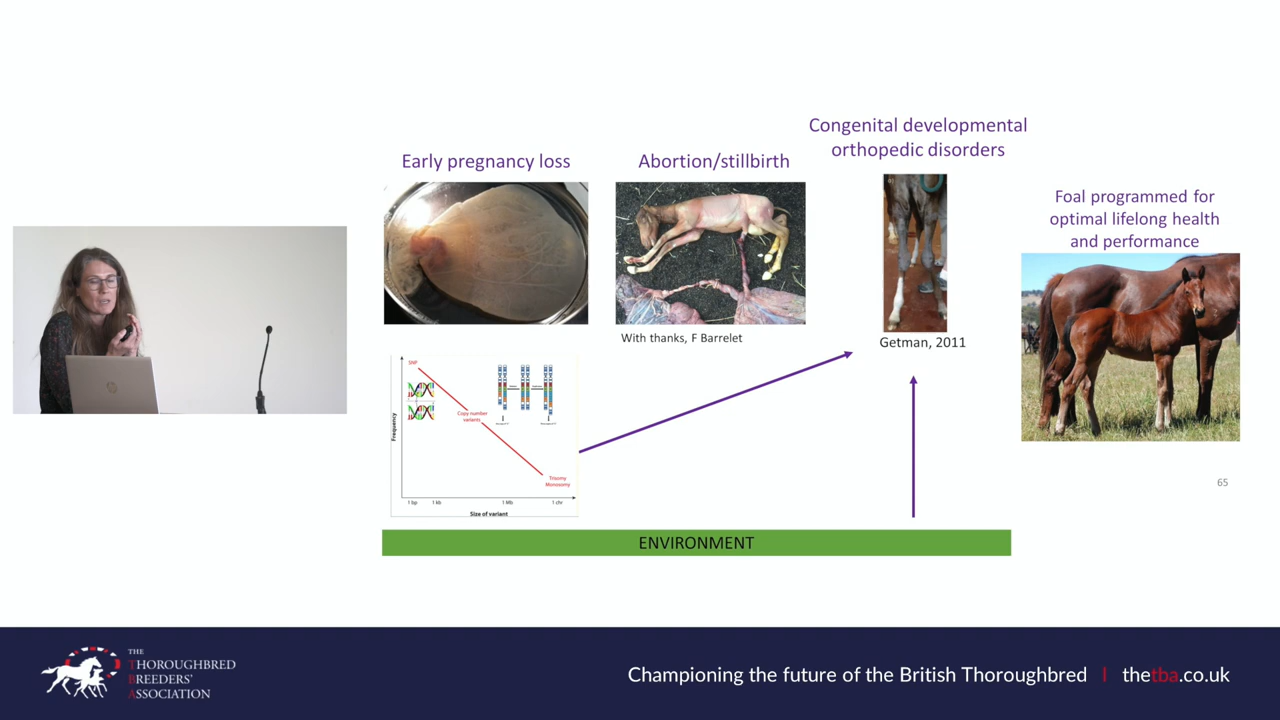 Early pregnancy loss
Abortion/stillbirth
Congenital developmental
orthopedic disorders
Foal programmed for
optimal lifelong health
and performance
With thanks, F Barrelet
Getman, 2011
SNP
Copy number
variants
Trisomy
Monosomy
Frequency
1 bp
1 kb
1 Mb
1 chr
Size of variant
65
ENVIRONMENT
THE
THOROUGHBRED
BREEDERS'
ASSOCIATION
Championing the future of the British Thoroughbred | thetba.co.uk